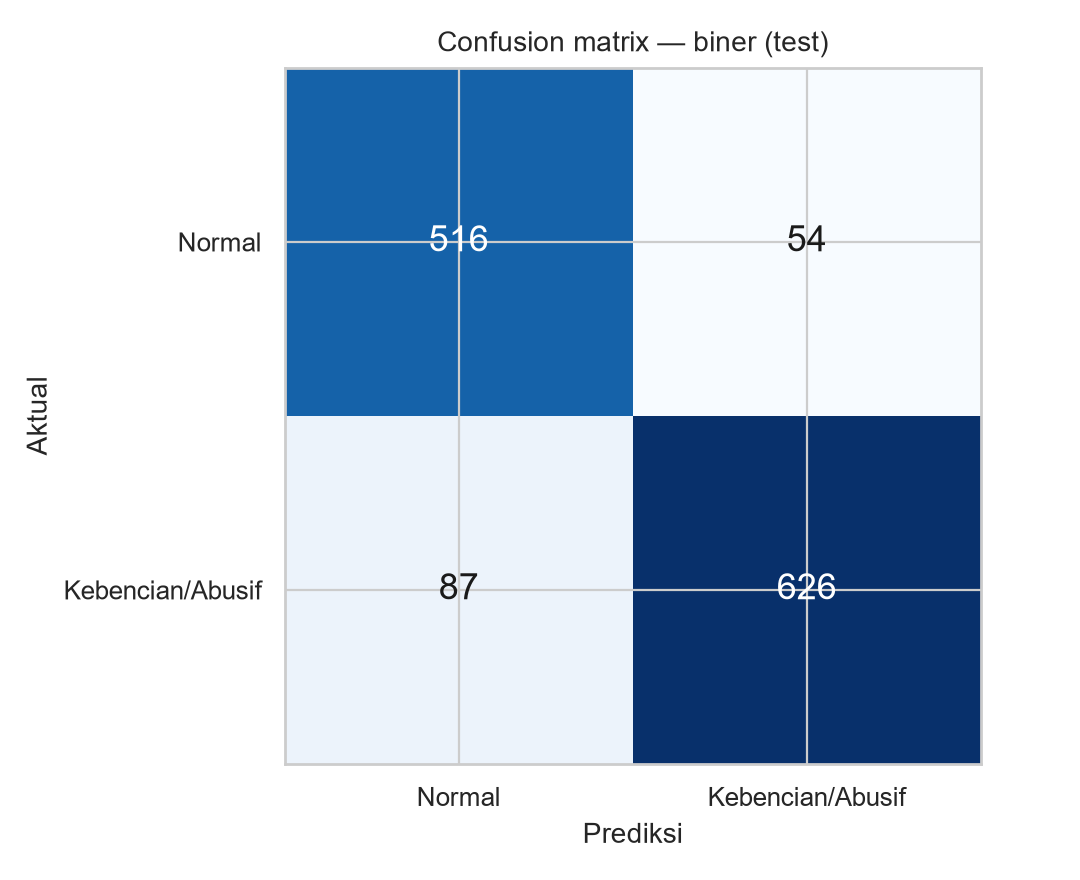 Confusion matrix — biner (test)
Normal
516
54
Aktual
Kebencian/Abusif
87
626
Normal
Kebencian/Abusif
Prediksi